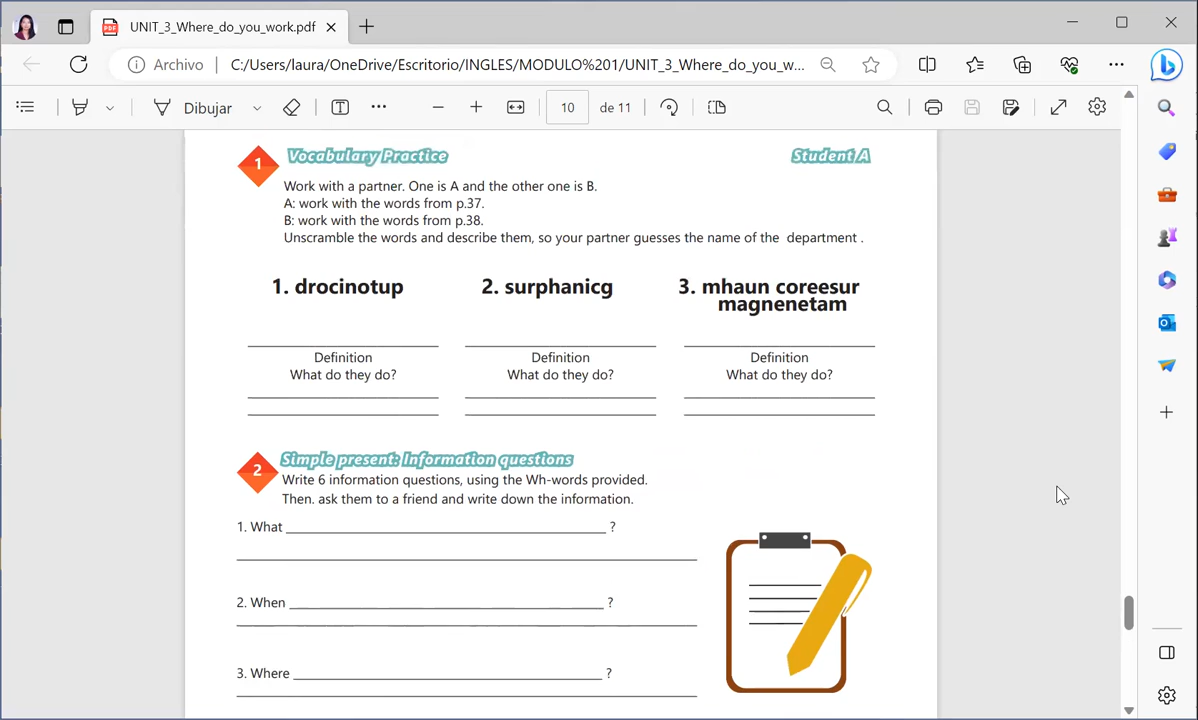 UNIT_3_Where_do_you_work.pdf
Archivo
C:/Users/laura/OneDrive/Escritorio/INGLES/MODULO%201/UNIT_3_Where_do_you_w...
Dibujar
10
de 11
1
Vocabulary Practice
Student A
Work with a partner. One is A and the other one is B.
A: work with the words from p.37.
B: work with the words from p.38.
Unscramble the words and describe them, so your partner guesses the name of the department .
1. drocinotup
2. surphanicg
3. mhaun coreesur
magnenetam
Definition
What do they do?
Definition
What do they do?
Definition
What do they do?
2
Simple present: Information questions
Write 6 information questions, using the Wh-words provided.
Then. ask them to a friend and write down the information.
1. What ?
2. When ?
3. Where ?